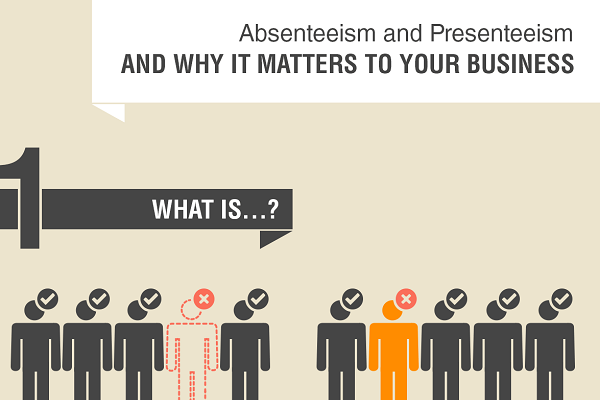 Absenteeism and Presenteeism
AND WHY IT MATTERS TO YOUR BUSINESS
1
WHAT IS...?